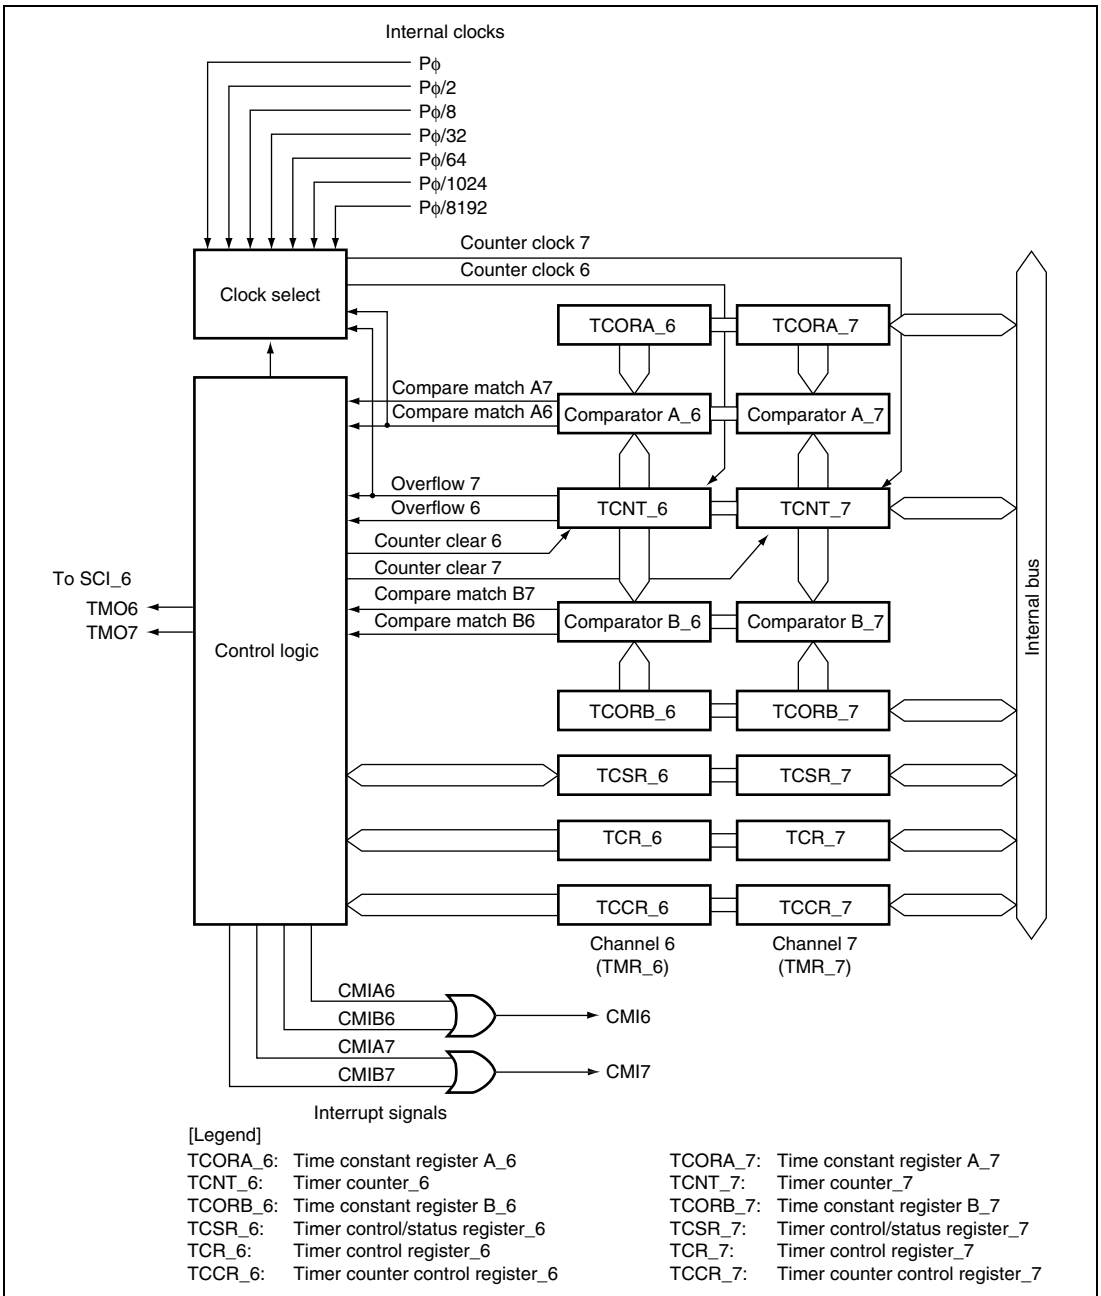 Internal clocks
Pϕ
Pϕ/2
Pϕ/8
Pϕ/32
Pϕ/64
Pϕ/1024
Pϕ/8192
Counter clock 7
Counter clock 6
Clock select
TCORA_6
TCORA_7
Compare match A7
Compare match A6
Comparator A_6
Comparator A_7
Overflow 7
Overflow 6
TCNT_6
TCNT_7
Counter clear 6
Counter clear 7
To SCI_6
TMO6
TMO7
Compare match B7
Compare match B6
Comparator B_6
Comparator B_7
Control logic
Internal bus
TCORB_6
TCORB_7
TCSR_6
TCSR_7
TCR_6
TCR_7
TCCR_6
TCCR_7
Channel 6
(TMR_6)
Channel 7
(TMR_7)
CMIA6
CMIB6
CMI6
CMIA7
CMIB7
CMI7
Interrupt signals
[Legend]
TCORA_6: Time constant register A_6
TCNT_6: Timer counter_6
TCORB_6: Time constant register B_6
TCSR_6: Timer control/status register_6
TCR_6: Timer control register_6
TCCR_6: Timer counter control register_6
TCORA_7: Time constant register A_7
TCNT_7: Timer counter_7
TCORB_7: Time constant register B_7
TCSR_7: Timer control/status register_7
TCR_7: Timer control register_7
TCCR_7: Timer counter control register_7